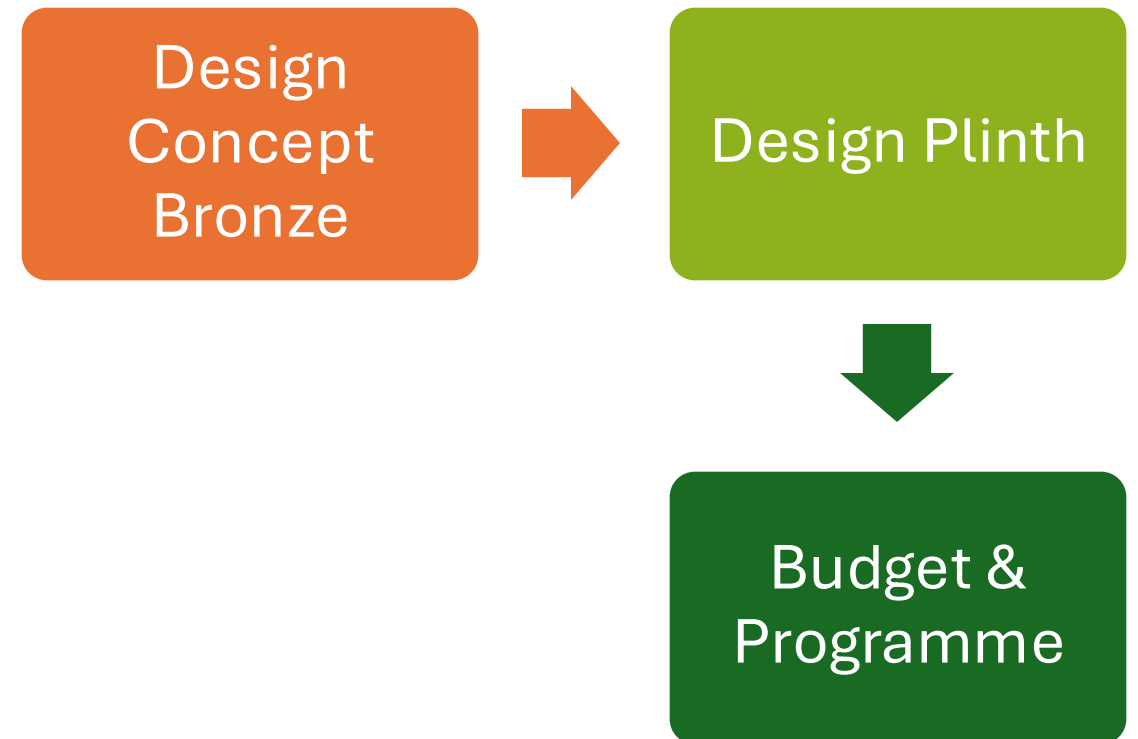 Design
Concept
Bronze
Design Plinth
Budget &
Programme